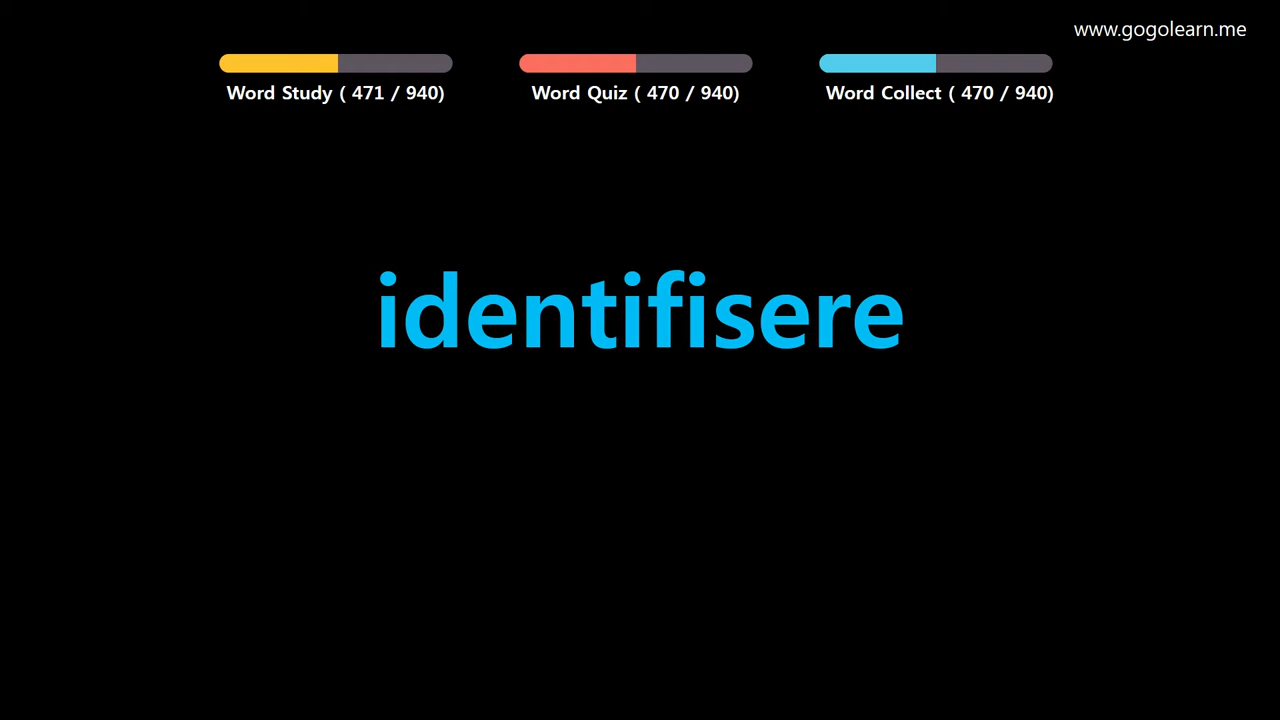 www.gogolearn.me
Word Study ( 471 / 940)
Word Quiz ( 470 / 940)
Word Collect ( 470 / 940)
identifisere